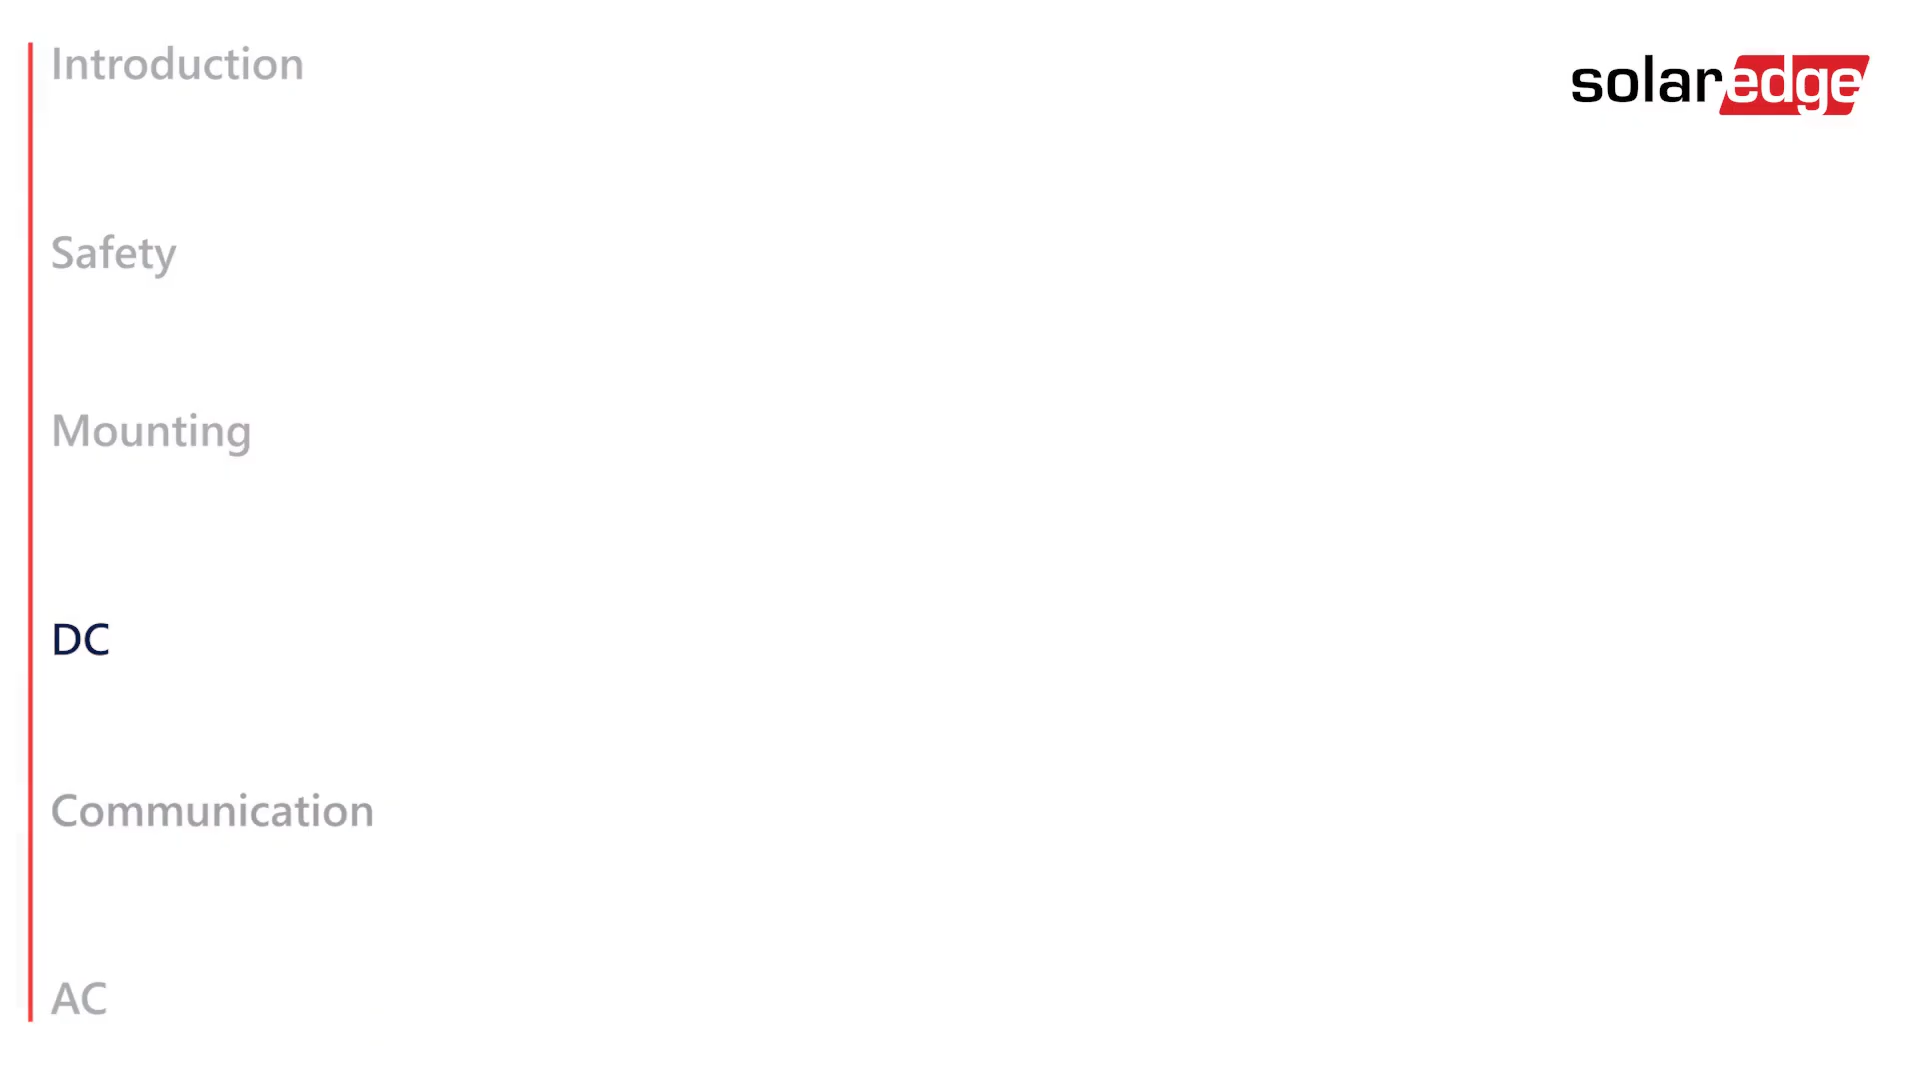 Introduction
solaredge
Safety
Mounting
DC
Communication
AC